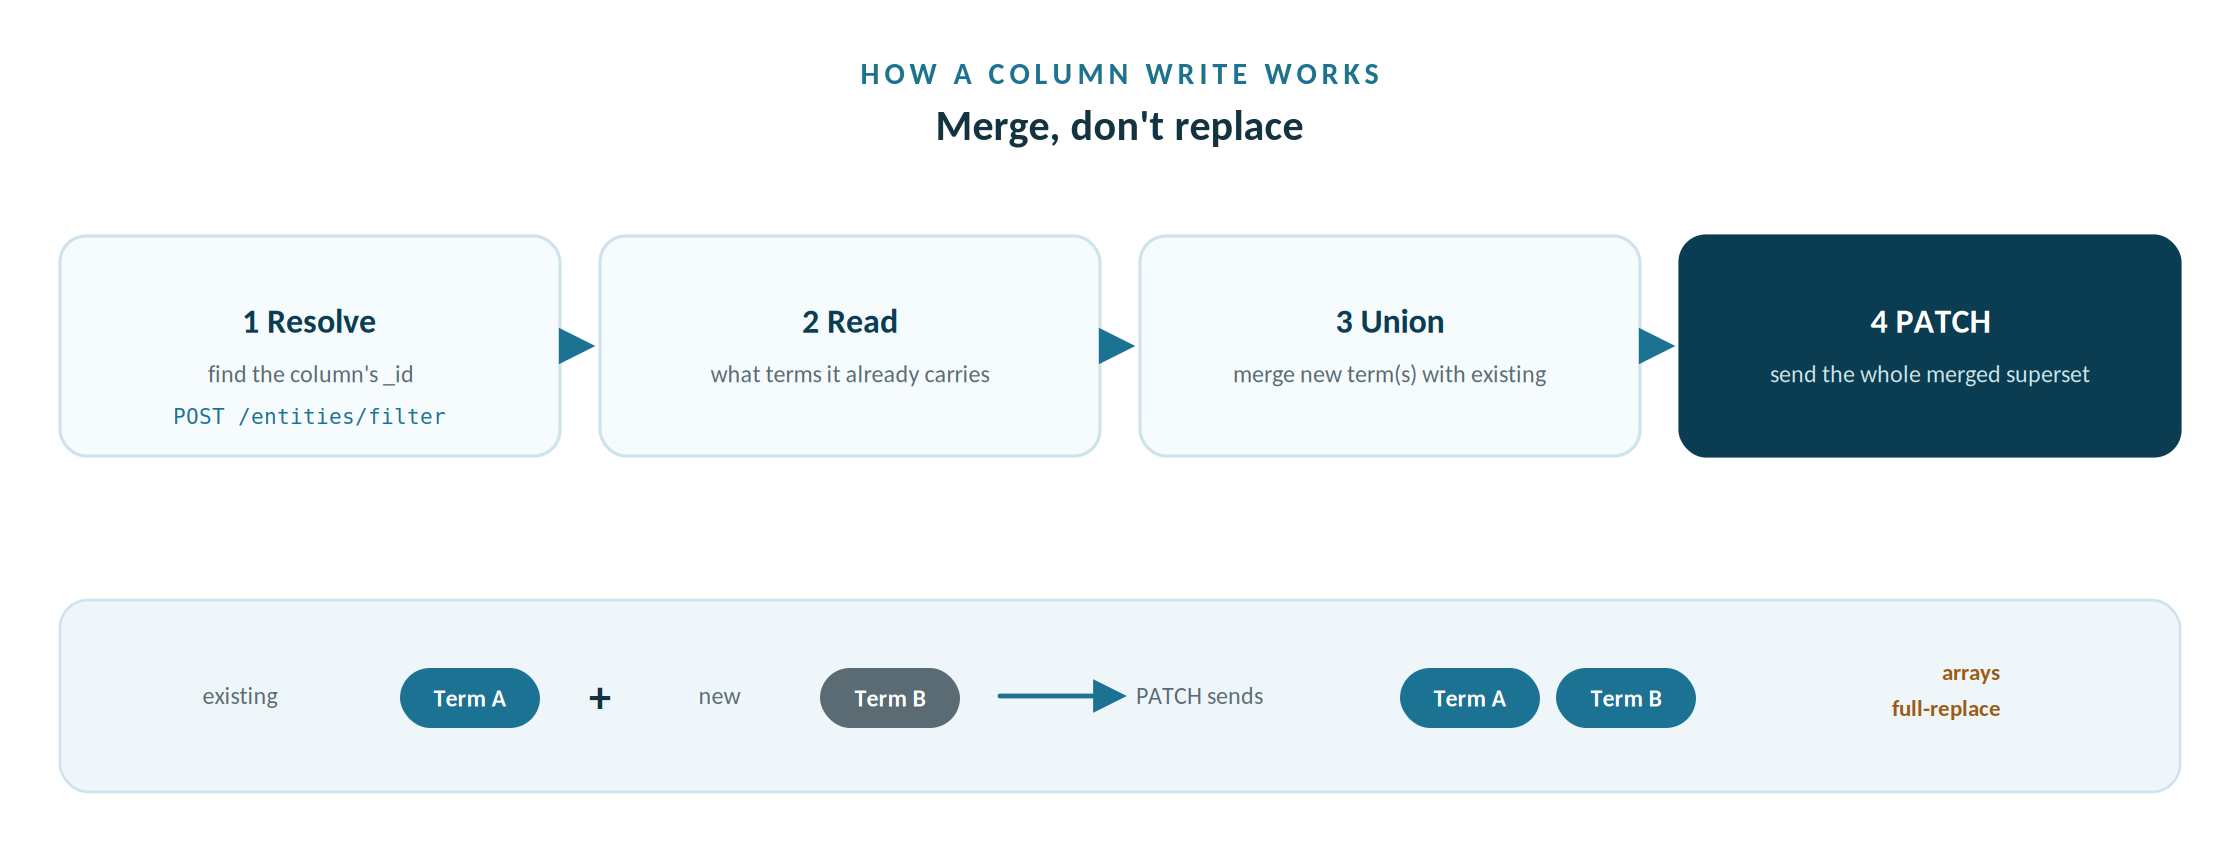 HOW A COLUMN WRITE WORKS
Merge, don't replace
1 Resolve
find the column's _id
POST /entities/filter
2 Read
what terms it already carries
3 Union
merge new term(s) with existing
4 PATCH
send the whole merged superset
existing
Term A
+
new
Term B
PATCH sends
Term A
Term B
arrays
full-replace